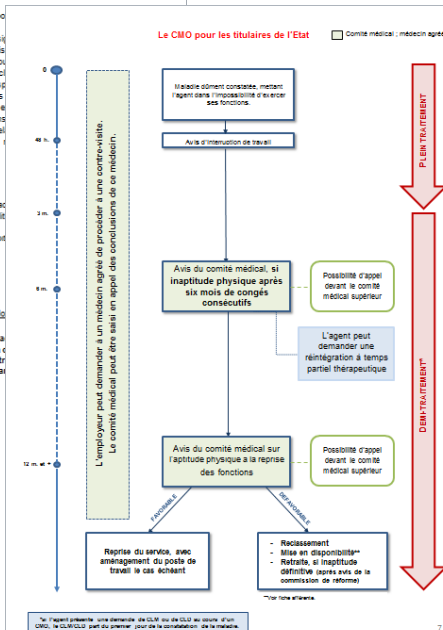 Le CMO pour les titulaires de l'Etat
Comité médical ; médecin agréé
0
48 h.
3 m.
6 m.
12 m. et +
L'employeur peut demander à un médecin agréé de procéder à une contre-visite.
Le comité médical peut être saisi en appel des conclusions de ce médecin.
Maladie dûment constatée, mettant
l'agent dans l'impossibilité d'exercer
ses fonctions.
Avis d'interruption de travail
PLEIN TRAITEMENT
Avis du comité médical, si
inaptitude physique après
six mois de congés
consécutifs
Possibilité d'appel
devant le comité
médical supérieur
L'agent peut
demander une
réintégration à temps
partiel thérapeutique
DEMI-TRAITEMENT*
Avis du comité médical sur
l'aptitude physique a la reprise
des fonctions
Possibilité d'appel
devant le comité
médical supérieur
FAVORABLE
DEFAVORABLE
Reprise du service, avec
aménagement du poste de
travail le cas échéant
- Reclassement
- Mise en disponibilité**
- Retraite, si inaptitude
définitive (après avis de la
commission de réforme)
**Voir fiche afférente.
*si l'agent présente une demande de CLM ou de CLD au cours d'un
CMO, le CLM/CLD part du premier jour de la constatation de la maladie.
7